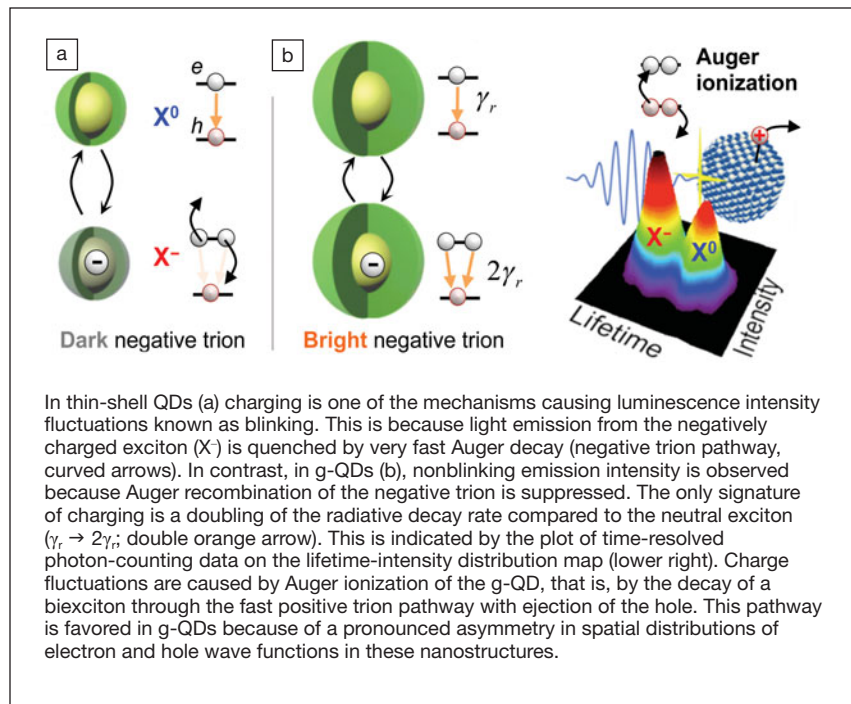 a
e
X⁰
h
X⁻
−
Dark negative trion
b
γᵣ
−
2γᵣ
Bright negative trion
Auger
ionization
+
X⁻
X⁰
Lifetime
Intensity
In thin-shell QDs (a) charging is one of the mechanisms causing luminescence intensity
fluctuations known as blinking. This is because light emission from the negatively
charged exciton (X⁻) is quenched by very fast Auger decay (negative trion pathway,
curved arrows). In contrast, in g-QDs (b), nonblinking emission intensity is observed
because Auger recombination of the negative trion is suppressed. The only signature
of charging is a doubling of the radiative decay rate compared to the neutral exciton
(γᵣ → 2γᵣ; double orange arrow). This is indicated by the plot of time-resolved
photon-counting data on the lifetime-intensity distribution map (lower right). Charge
fluctuations are caused by Auger ionization of the g-QD, that is, by the decay of a
biexciton through the fast positive trion pathway with ejection of the hole. This pathway
is favored in g-QDs because of a pronounced asymmetry in spatial distributions of
electron and hole wave functions in these nanostructures.